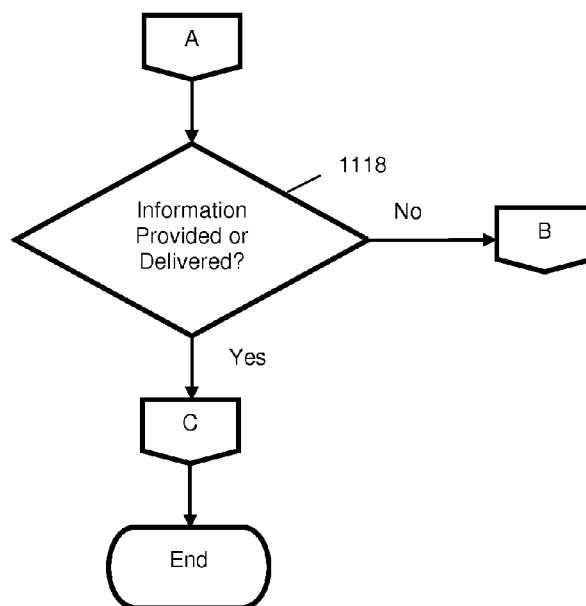 A
1118
Information
Provided or
Delivered?
No
B
Yes
C
End